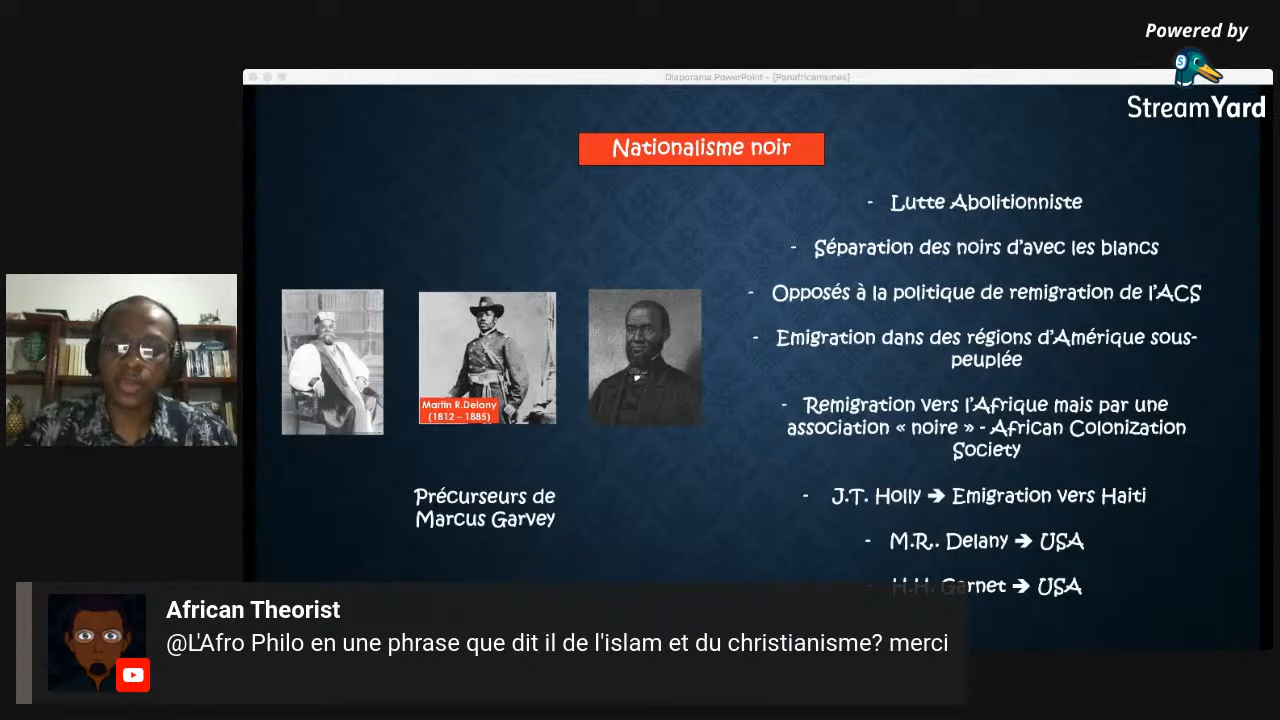 Powered by
StreamYard
Diaporama PowerPoint - [Panafricanismes]
Nationalisme noir
- Lutte Abolitionniste
- Séparation des noirs d'avec les blancs
- Opposés à la politique de remigration de l'ACS
- Emigration dans des régions d'Amérique sous-
peuplée
- Remigration vers l'Afrique mais par une
association « noire » - African Colonization
Society
- J.T. Holly ➔ Emigration vers Haiti
- M.R.. Delany ➔ USA
- H.H. Garnet ➔ USA
Martin R.Delany
(1812 – 1885)
Précurseurs de
Marcus Garvey
African Theorist
@L'Afro Philo en une phrase que dit il de l'islam et du christianisme? merci